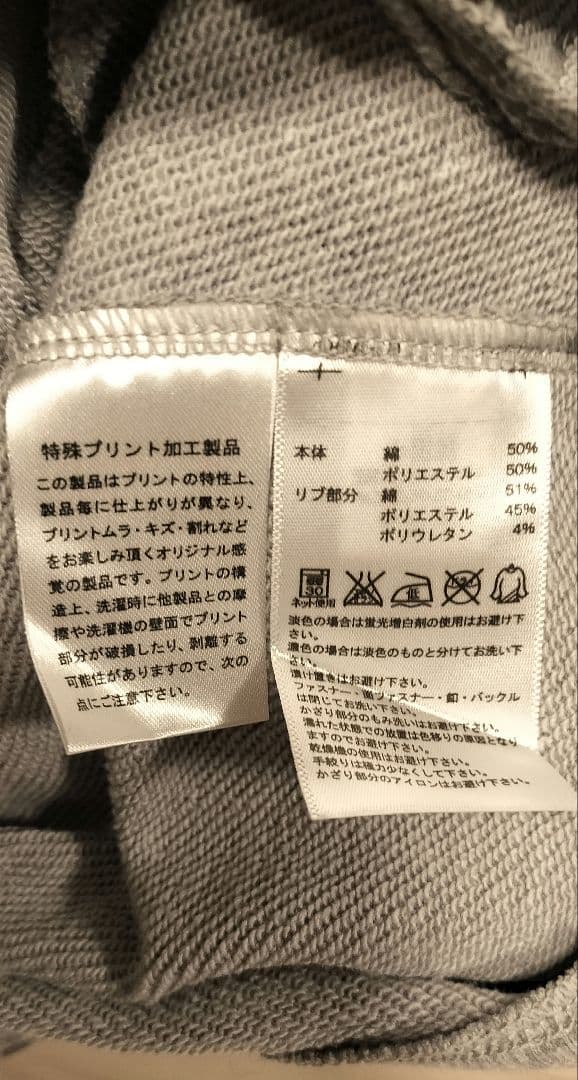 特殊プリント加工製品
この製品はプリントの特性上、
製品毎に仕上がりが異なり、
プリントムラ・キズ・割れなど
をお楽しみ頂くオリジナル感
覚の製品です。プリントの構
造上、洗濯時に他製品との摩
擦や洗濯機の壁面でプリント
部分が破損したり、剥離する
可能性がありますので、次の
点にご注意下さい。
本体 綿 50%
ポリエステル 50%
リブ部分 綿 51%
ポリエステル 45%
ポリウレタン 4%
30
低
ネット使用
淡色の場合は蛍光増白剤の使用はお避け下
さい。
濃色の場合は淡色のものと分けてお洗い下
さい。
漬け置きはお避け下さい。
ファスナー・面ファスナー・釦・バックル
は閉じてお洗い下さい。
かざり部分のもみ洗いはお避け下さい。
濡れた状態での放置は色移りの原因となり
ますのでお避け下さい。
乾燥機の使用はお避け下さい。
手絞りは極力少なくして下さい。
かざり部分のアイロンはお避け下さい。